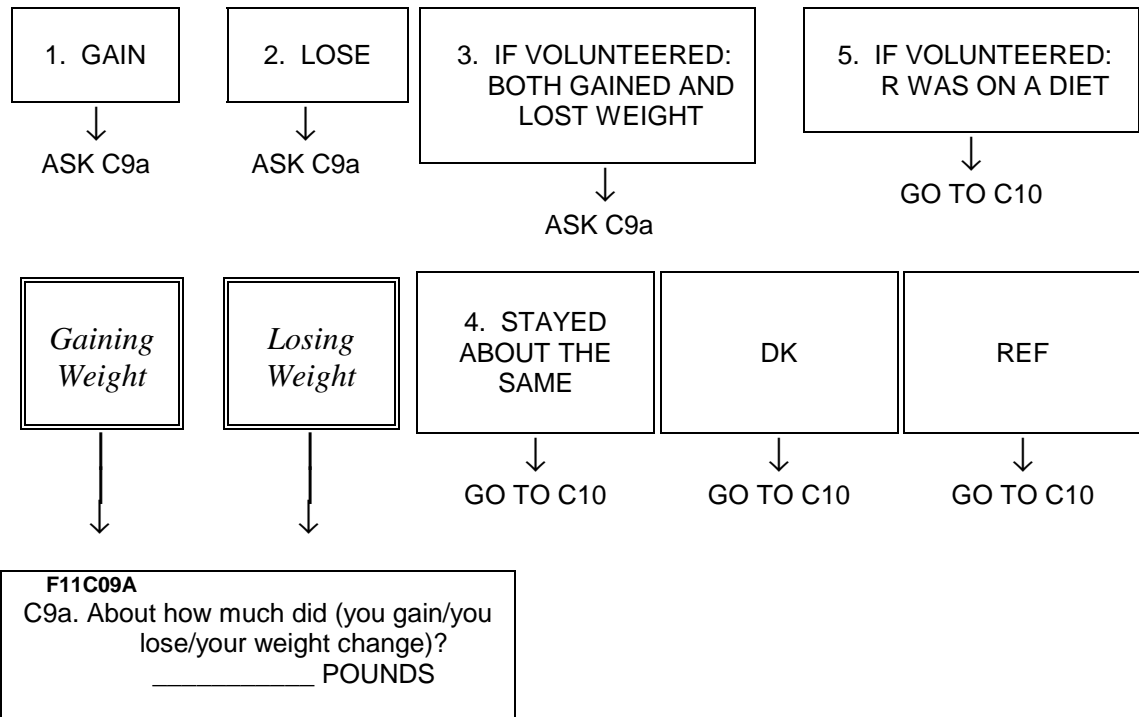 1. GAIN
2. LOSE
3. IF VOLUNTEERED:
BOTH GAINED AND
LOST WEIGHT
5. IF VOLUNTEERED:
R WAS ON A DIET
↓
ASK C9a
↓
ASK C9a
↓
ASK C9a
↓
GO TO C10
Gaining
Weight
Losing
Weight
4. STAYED
ABOUT THE
SAME
DK
REF
↓
GO TO C10
↓
GO TO C10
↓
GO TO C10
F11C09A
C9a. About how much did (you gain/you
lose/your weight change)?
___________ POUNDS